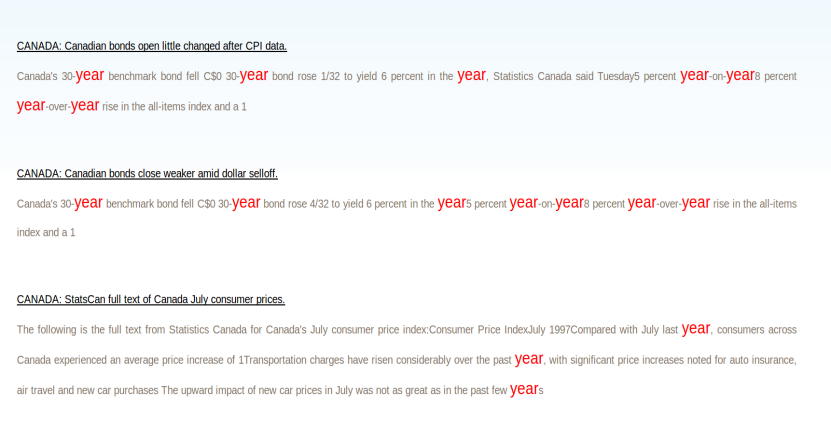 CANADA: Canadian bonds open little changed after CPI data.
Canada's 30-year benchmark bond fell C$0 30-year bond rose 1/32 to yield 6 percent in the year, Statistics Canada said Tuesday5 percent year-on-year8 percent
year-over-year rise in the all-items index and a 1
CANADA: Canadian bonds close weaker amid dollar selloff.
Canada's 30-year benchmark bond fell C$0 30-year bond rose 4/32 to yield 6 percent in the year5 percent year-on-year8 percent year-over-year rise in the all-items
index and a 1
CANADA: StatsCan full text of Canada July consumer prices.
The following is the full text from Statistics Canada for Canada's July consumer price index:Consumer Price IndexJuly 1997Compared with July last year, consumers across
Canada experienced an average price increase of 1Transportation charges have risen considerably over the past year, with significant price increases noted for auto insurance,
air travel and new car purchases The upward impact of new car prices in July was not as great as in the past few years